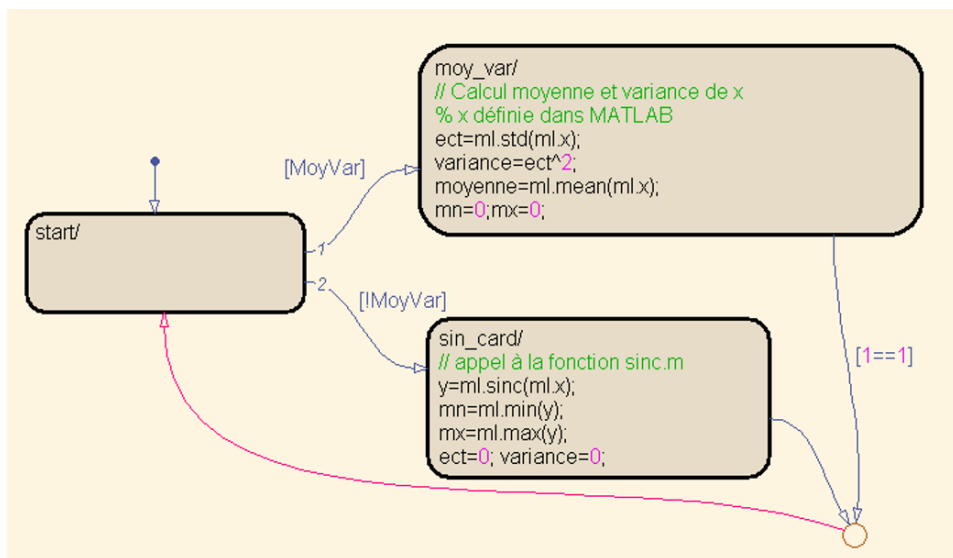 moy_var/
// Calcul moyenne et variance de x
% x définie dans MATLAB
ect=ml.std(ml.x);
variance=ect^2;
moyenne=ml.mean(ml.x);
mn=0;mx=0;
[MoyVar]
start/
1
2
[!MoyVar]
sin_card/
// appel à la fonction sinc.m
y=ml.sinc(ml.x);
mn=ml.min(y);
mx=ml.max(y);
ect=0; variance=0;
[1==1]